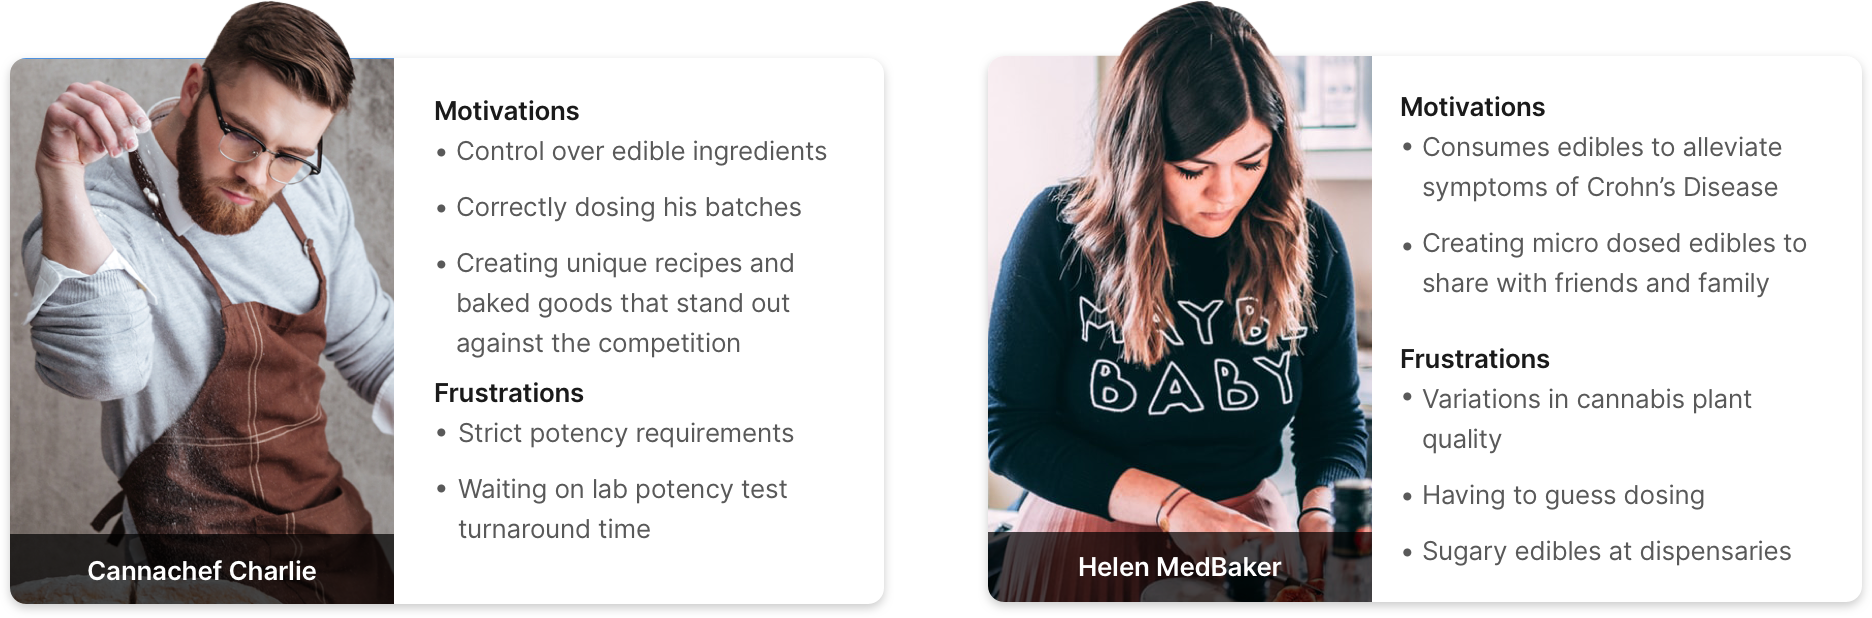 Motivations
• Control over edible ingredients
• Correctly dosing his batches
• Creating unique recipes and
baked goods that stand out
against the competition
Frustrations
• Strict potency requirements
• Waiting on lab potency test
turnaround time
Cannachef Charlie
Motivations
• Consumes edibles to alleviate
symptoms of Crohn’s Disease
• Creating micro dosed edibles to
share with friends and family
Frustrations
• Variations in cannabis plant
quality
• Having to guess dosing
• Sugary edibles at dispensaries
MAYBE
BABY
Helen MedBaker